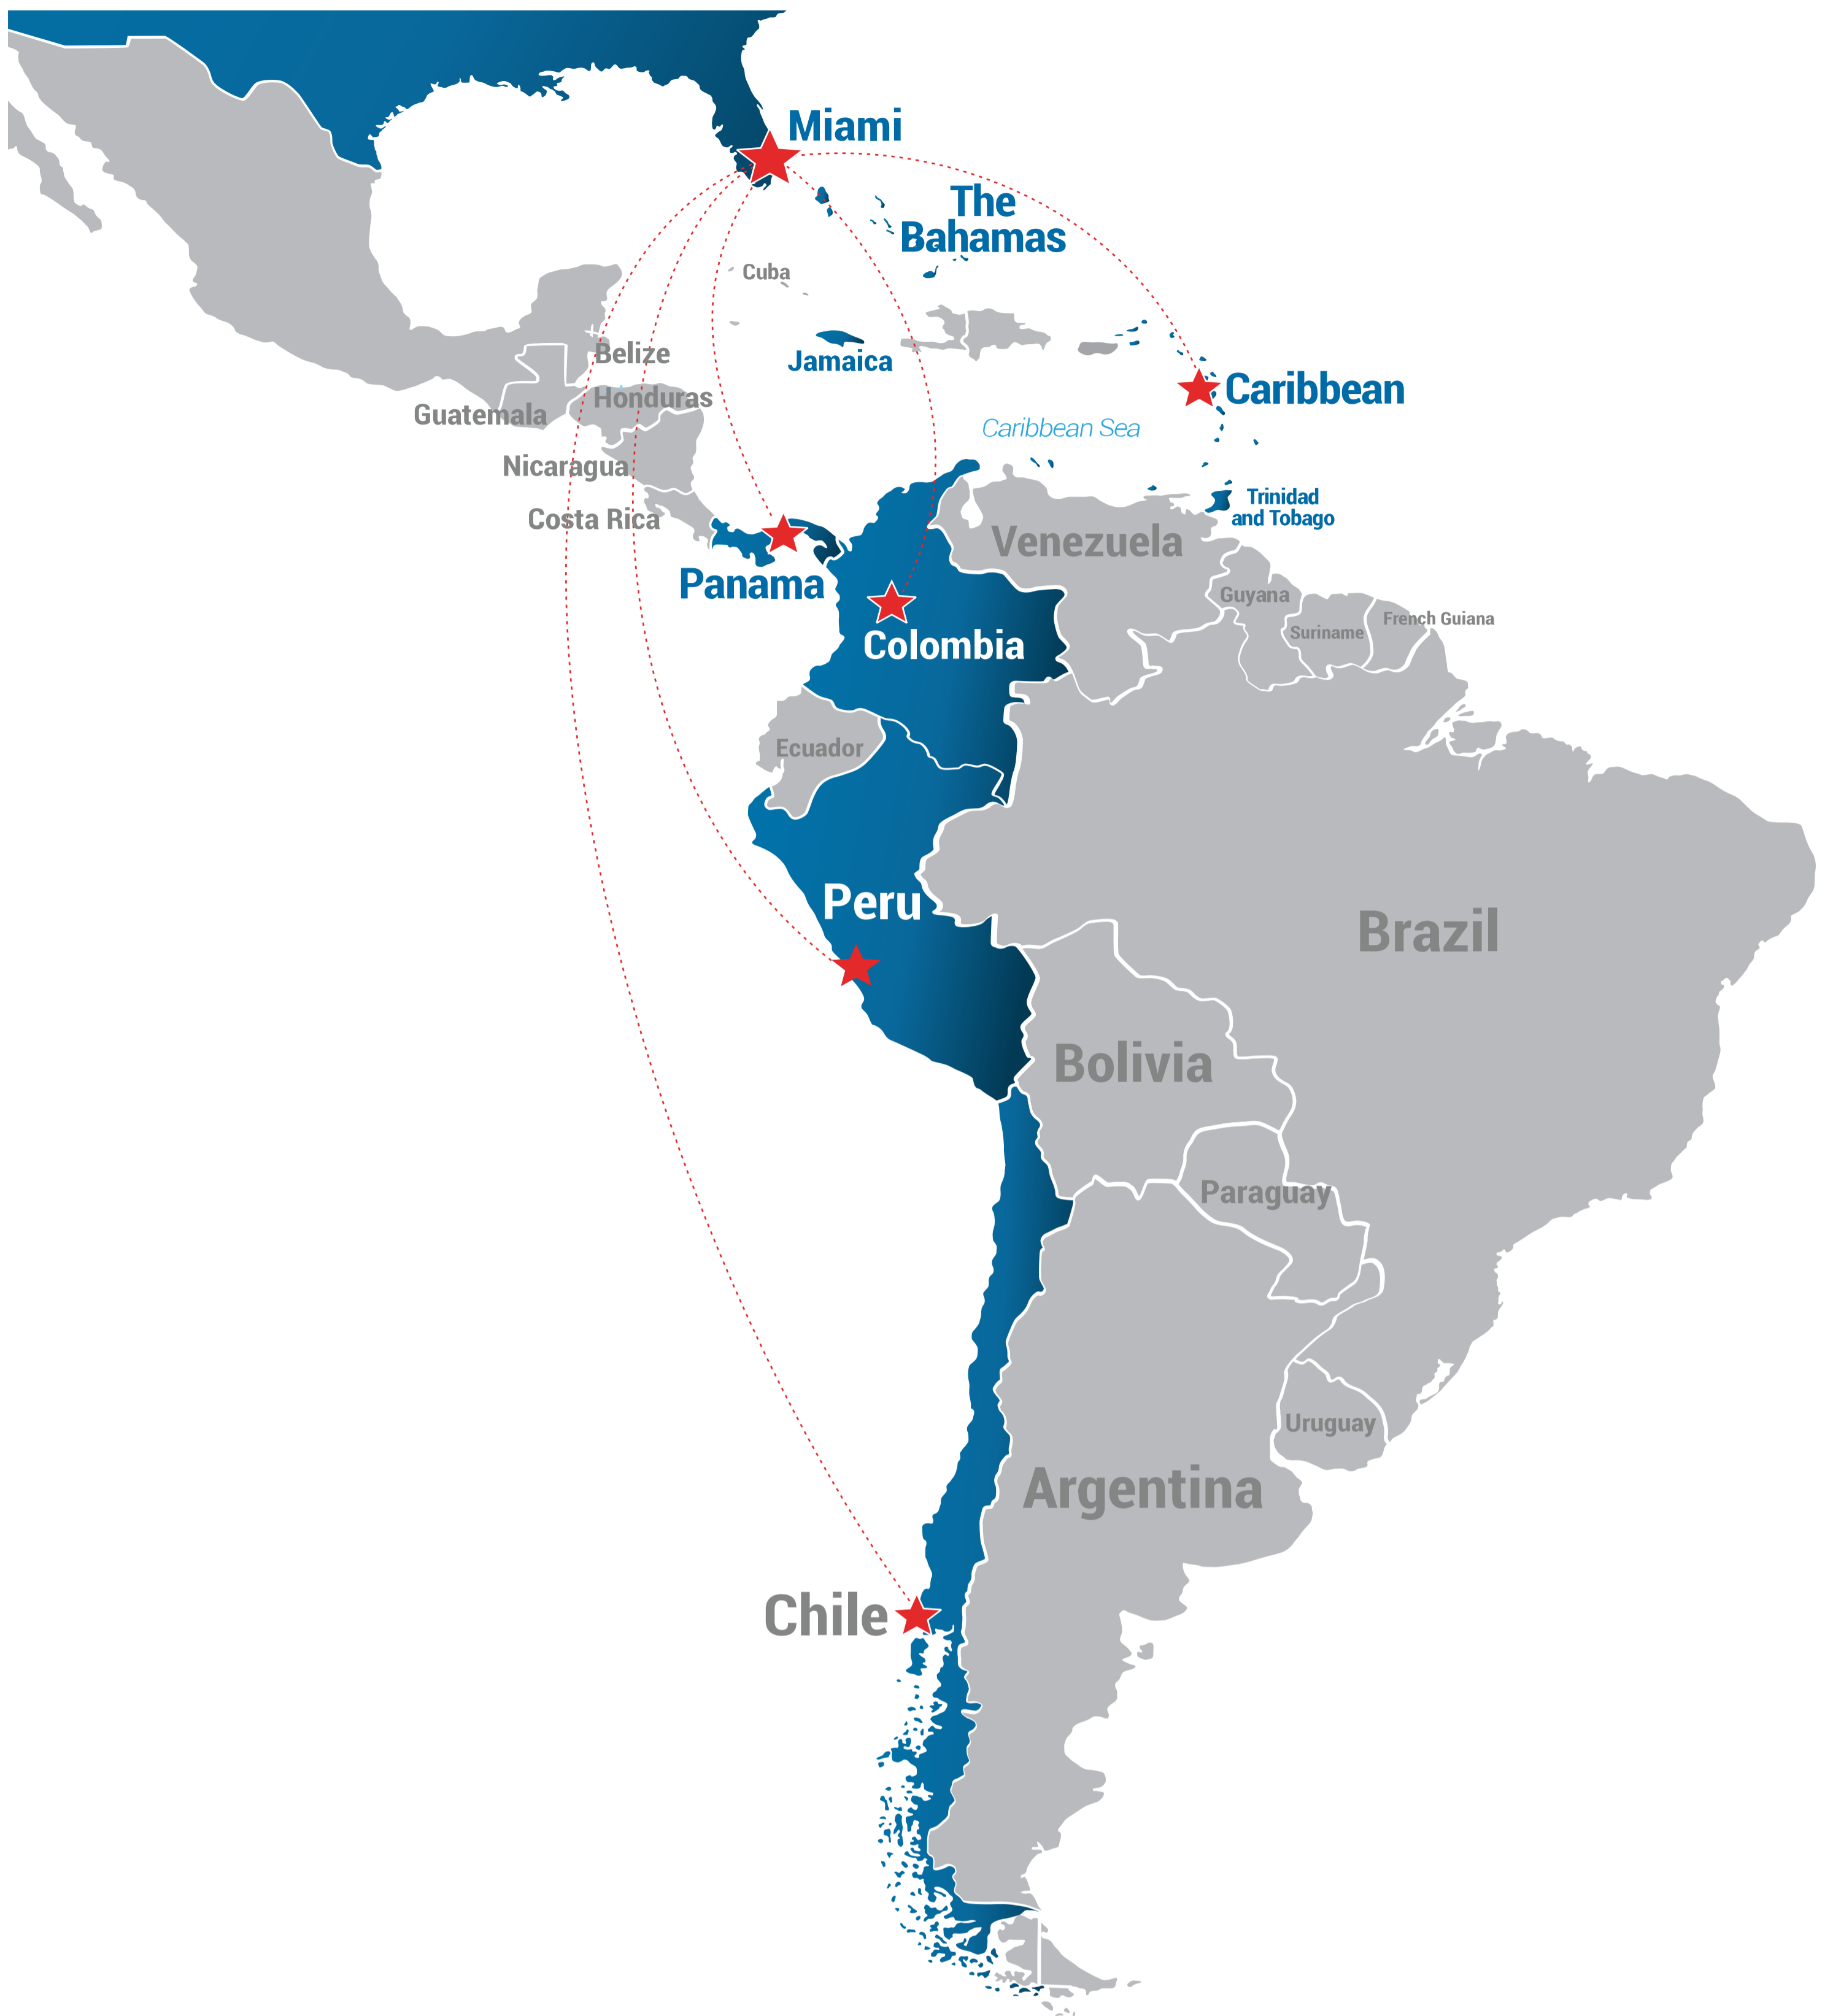 Miami
The
Bahamas
Cuba
Jamaica
Belize
Honduras
Guatemala
Caribbean
Caribbean Sea
Nicaragua
Costa Rica
Trinidad
and Tobago
Venezuela
Panama
Guyana
French Guiana
Suriname
Colombia
Ecuador
Peru
Brazil
Bolivia
Paraguay
Uruguay
Argentina
Chile